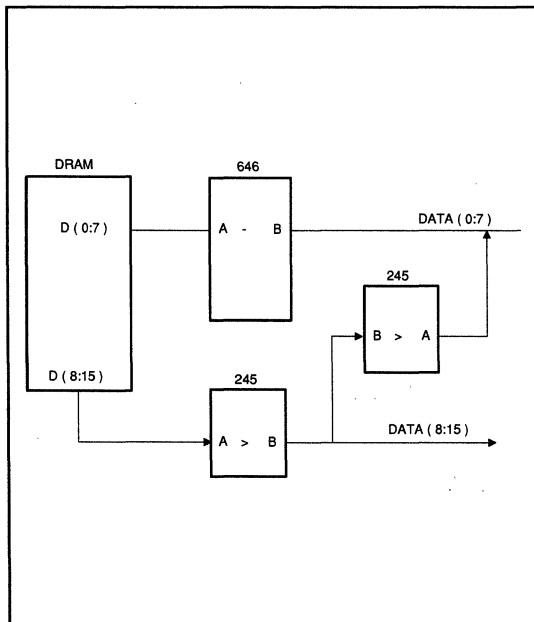 DRAM
646
D ( 0:7 )
A - B
DATA ( 0:7 )
245
B > A
D ( 8:15 )
245
A > B
DATA ( 8:15 )